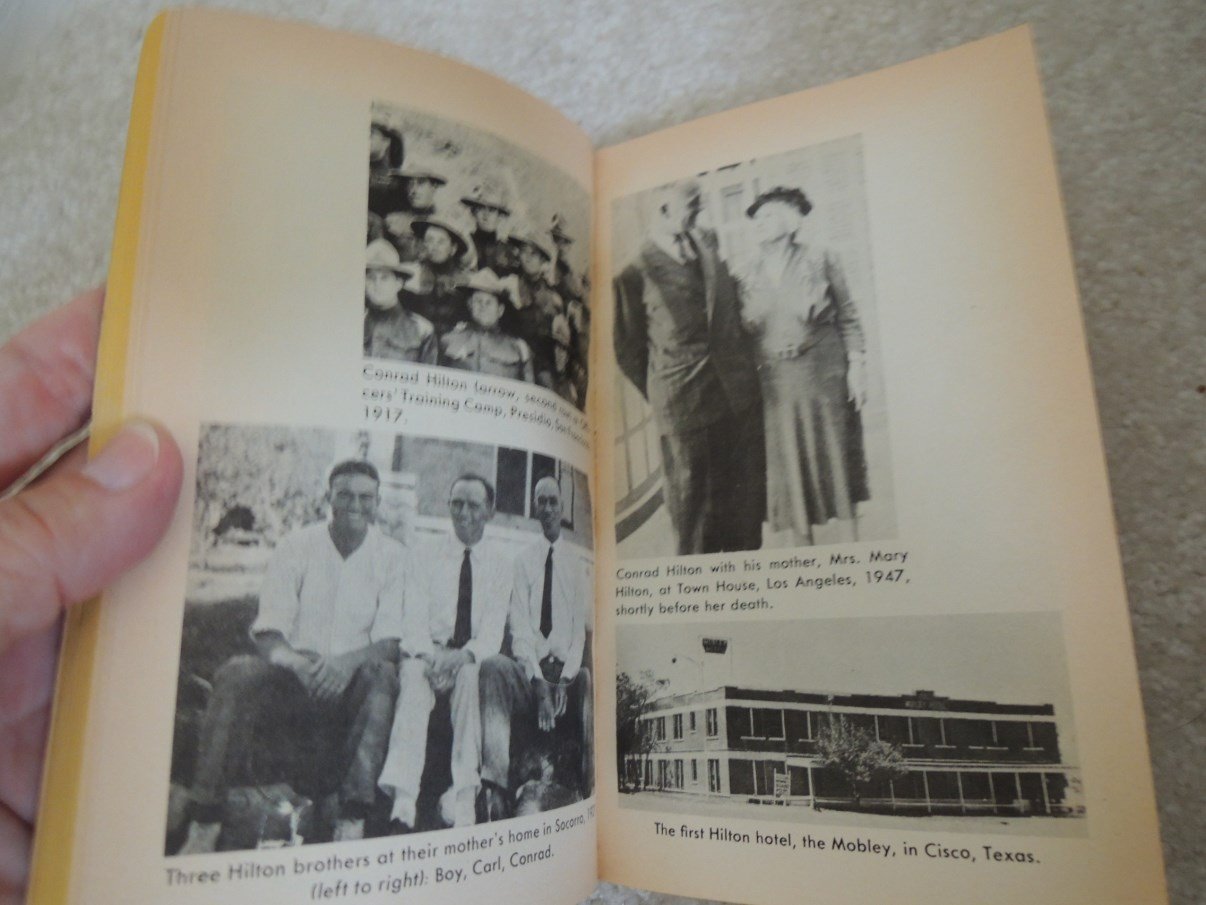 Conrad Hilton (arrow, second row at Offi-
cers' Training Camp, Presidio, San Francisco,
1917.
Three Hilton brothers at their mother's home in Socorro,
(left to right): Boy, Carl, Conrad.
Conrad Hilton with his mother, Mrs. Mary
Hilton, at Town House, Los Angeles, 1947,
shortly before her death.
The first Hilton hotel, the Mobley, in Cisco, Texas.